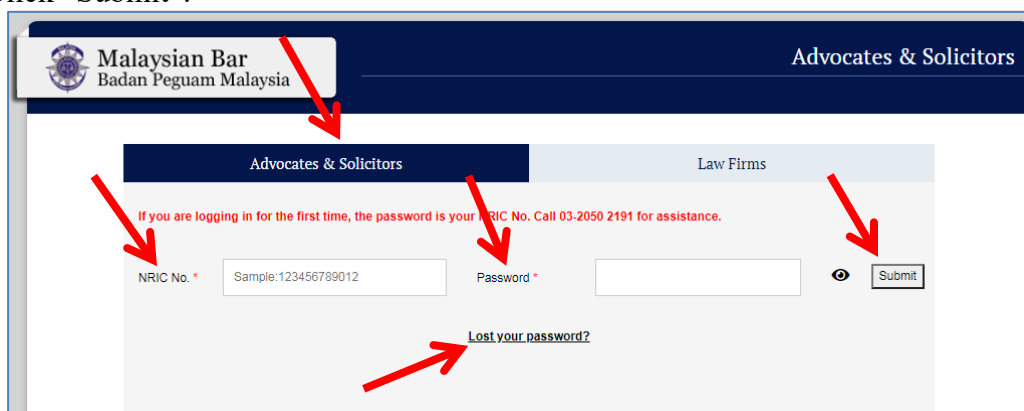 Malaysian Bar
Badan Peguam Malaysia
Advocates & Solicitors
Advocates & Solicitors
Law Firms
If you are logging in for the first time, the password is your NRIC No. Call 03-2050 2191 for assistance.
NRIC No. *
Sample:123456789012
Password *
Submit
Lost your password?